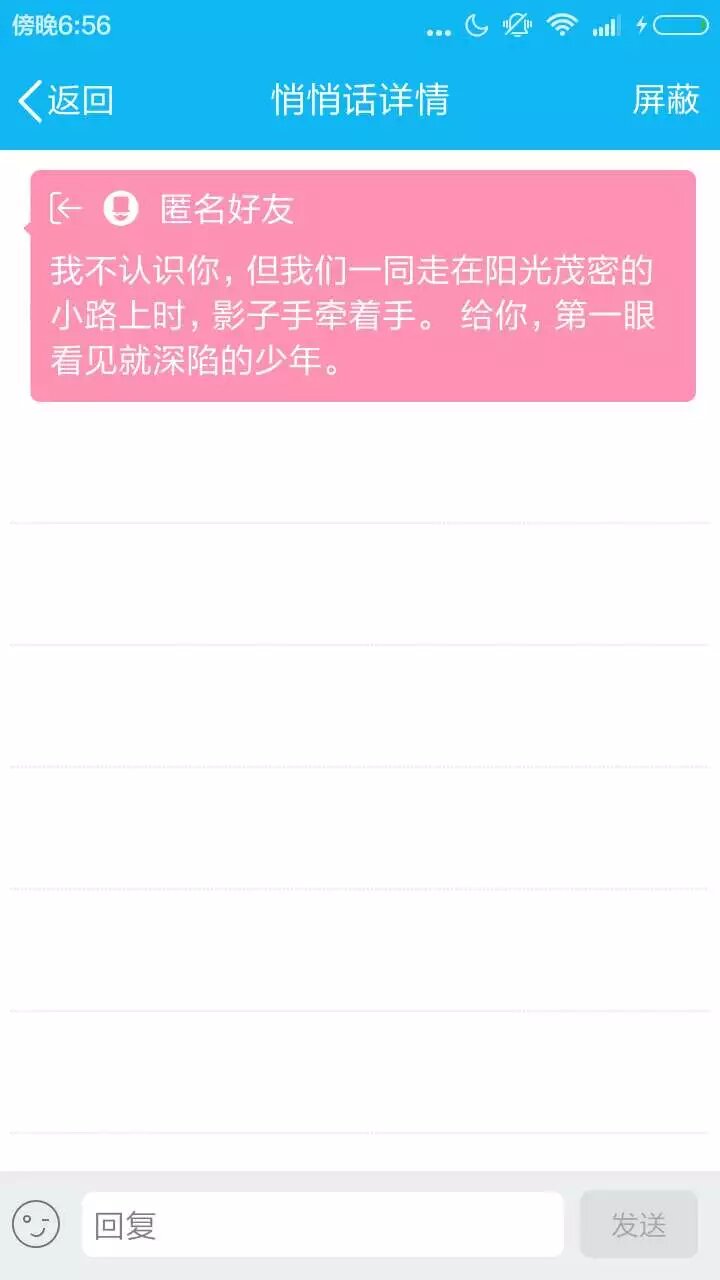 傍晚6:56
返回
悄悄话详情
屏蔽
匿名好友
我不认识你, 但我们一同走在阳光茂密的
小路上时, 影子手牵着手。 给你, 第一眼
看见就深陷的少年。
回复
发送